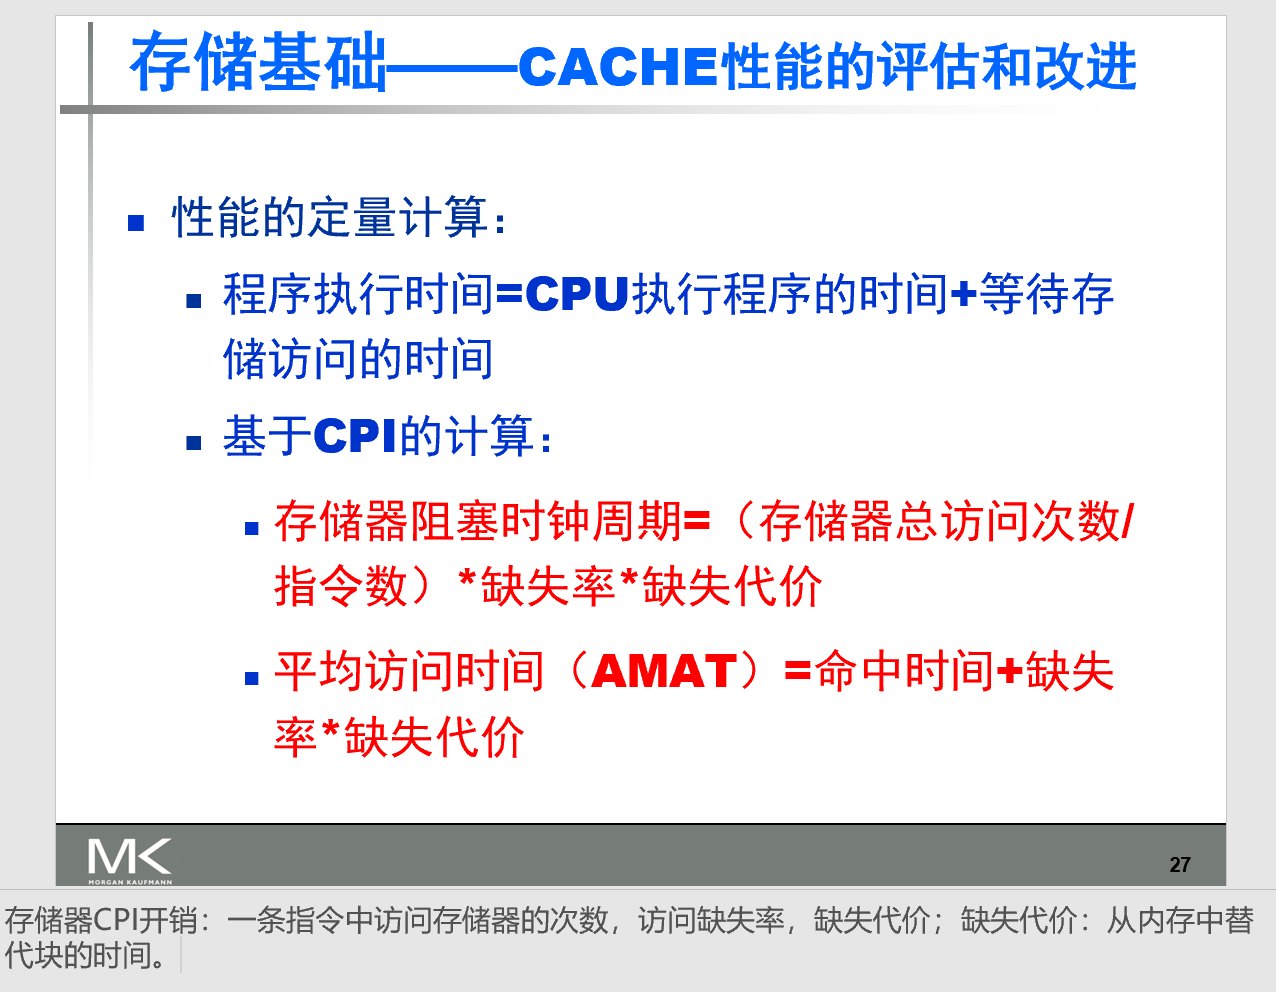 存储基础——CACHE性能的评估和改进
性能的定量计算：
程序执行时间=CPU执行程序的时间+等待存
储访问的时间
基于CPI的计算：
存储器阻塞时钟周期=（存储器总访问次数/
指令数）*缺失率*缺失代价
平均访问时间（AMAT）=命中时间+缺失
率*缺失代价
MK
MORGAN KAUFMANN
27
存储器CPI开销：一条指令中访问存储器的次数，访问缺失率，缺失代价；缺失代价：从内存中替
代块的时间。